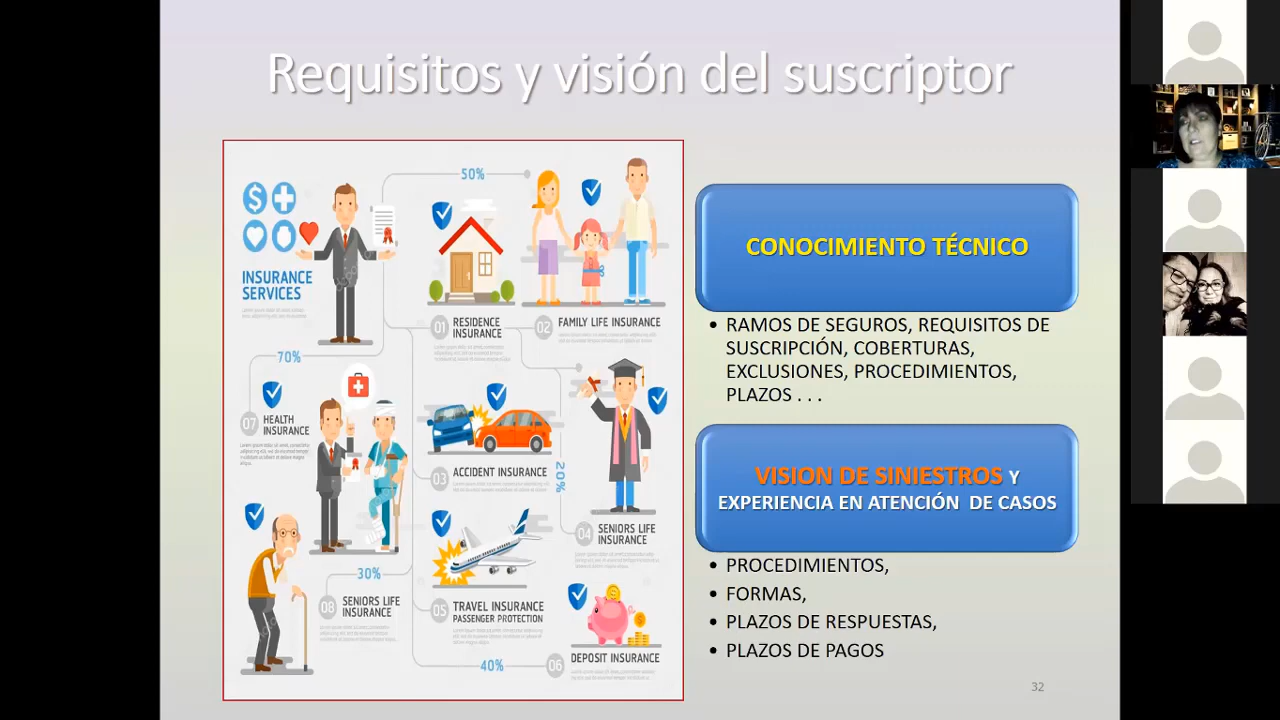 Requisitos y visión del suscriptor
50%
INSURANCE
SERVICES
01 RESIDENCE
INSURANCE
02 FAMILY LIFE INSURANCE
70%
07 HEALTH
INSURANCE
03 ACCIDENT INSURANCE
20%
04 SENIORS LIFE
INSURANCE
30%
08 SENIORS LIFE
INSURANCE
05 TRAVEL INSURANCE
PASSENGER PROTECTION
40%
06 DEPOSIT INSURANCE
CONOCIMIENTO TÉCNICO
• RAMOS DE SEGUROS, REQUISITOS DE
SUSCRIPCIÓN, COBERTURAS,
EXCLUSIONES, PROCEDIMIENTOS,
PLAZOS . . .
VISION DE SINIESTROS Y
EXPERIENCIA EN ATENCIÓN DE CASOS
• PROCEDIMIENTOS,
• FORMAS,
• PLAZOS DE RESPUESTAS,
• PLAZOS DE PAGOS
32